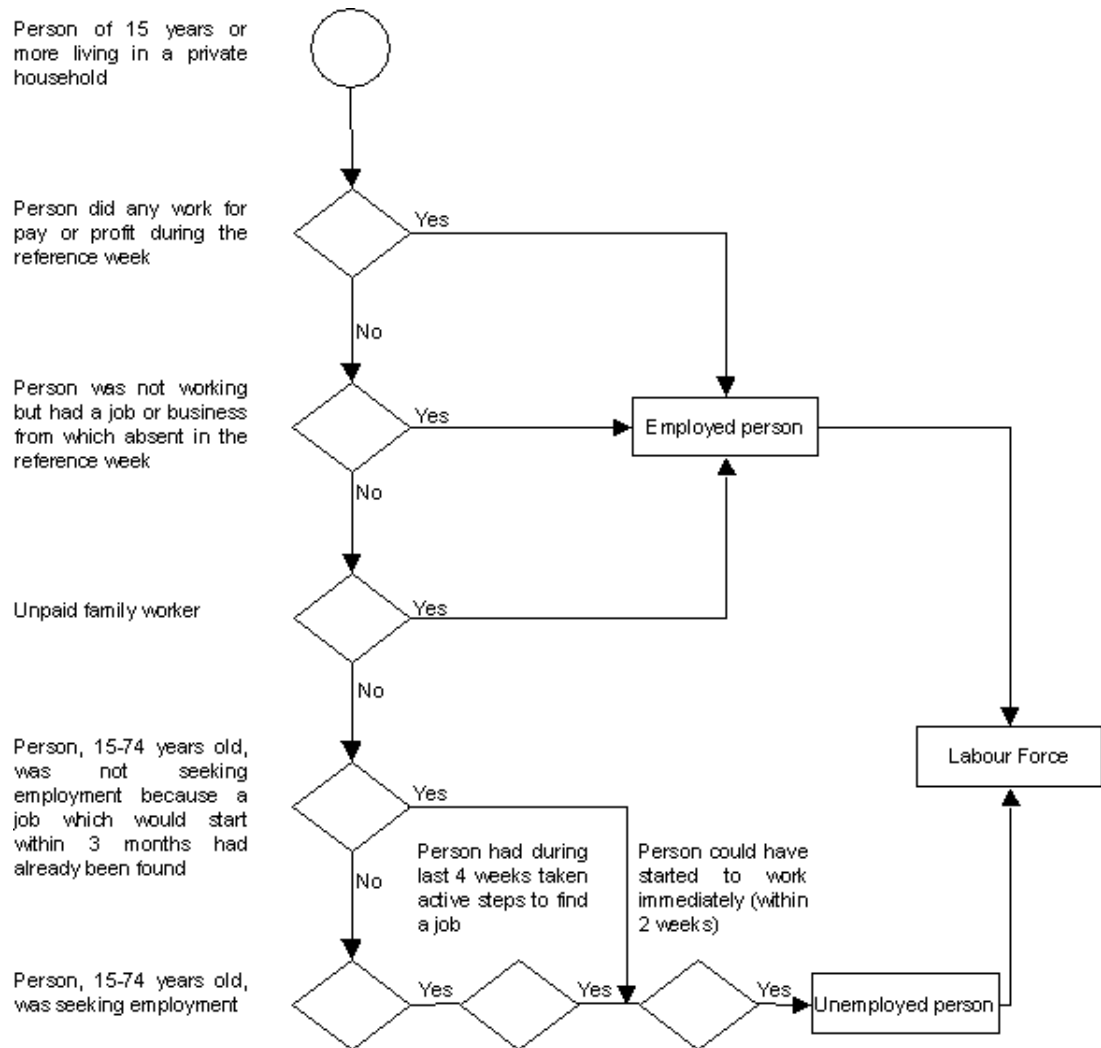 Person of 15 years or
more living in a private
household
Person did any work for
pay or profit during the
reference week
Yes
No
Person was not working
but had a job or business
from which absent in the
reference week
Yes
Employed person
No
Unpaid family worker
Yes
No
Person, 15-74 years old,
was not seeking
employment because a
job which would start
within 3 months had
already been found
Yes
Labour Force
No
Person had during
last 4 weeks taken
active steps to find
a job
Person could have
started to work
immediately (within
2 weeks)
Person, 15-74 years old,
was seeking employment
Yes
Yes
Yes
Unemployed person